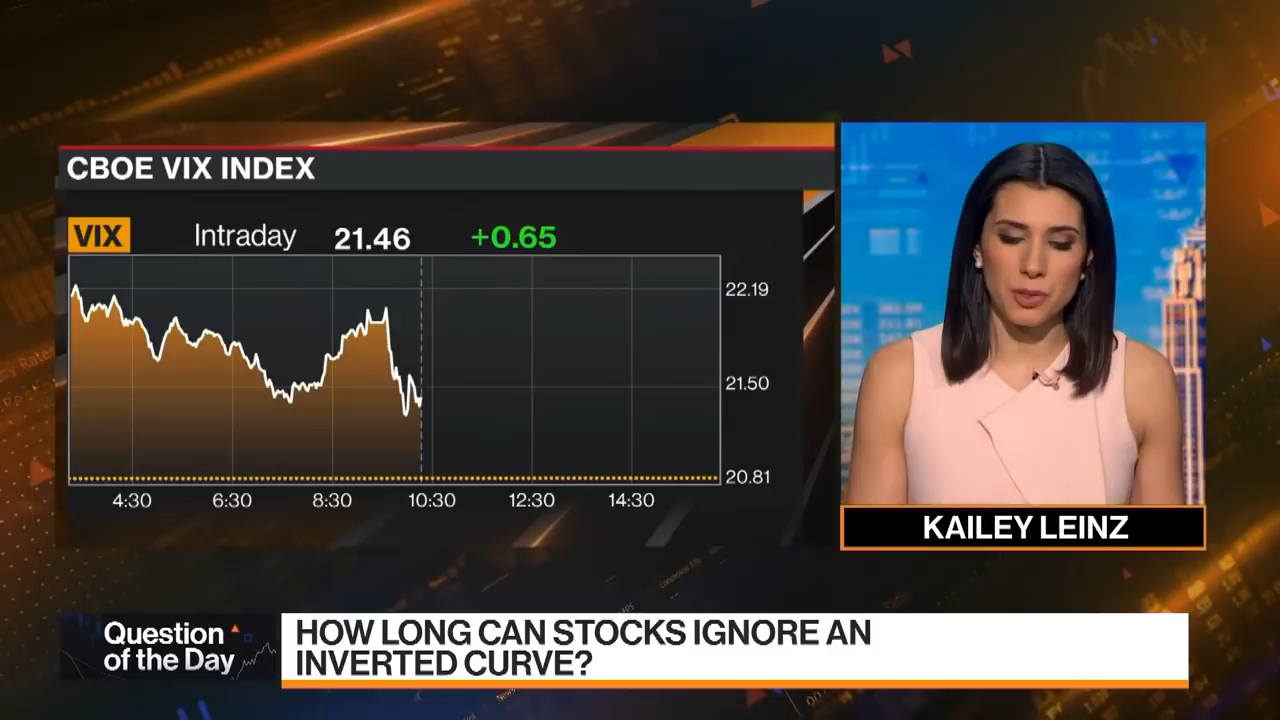 CBOE VIX INDEX
VIX Intraday 21.46 +0.65
22.19
21.50
20.81
4:30 6:30 8:30 10:30 12:30 14:30
KAILEY LEINZ
Question
of the Day
HOW LONG CAN STOCKS IGNORE AN
INVERTED CURVE?